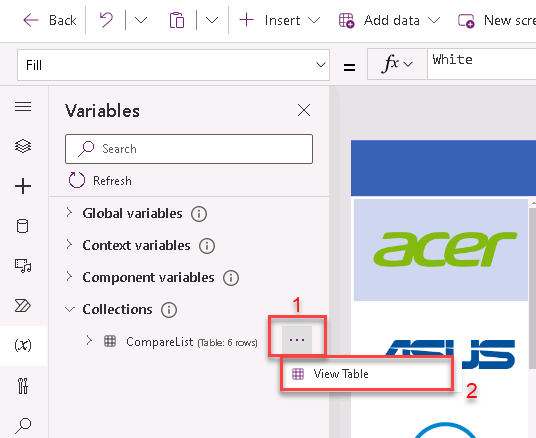 Back
Insert
Add data
New scre
Fill
=
fx
White
Variables
Search
Refresh
Global variables
Context variables
Component variables
Collections
1
(x)
CompareList (Table: 6 rows)
...
View Table
2
acer
ASUS